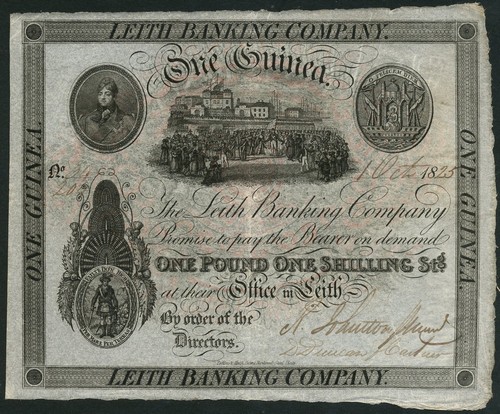 LEITH BANKING COMPANY.
One Guinea.
ONE GUINEA.
ONE GUINEA.
No.
1 Oct. 1825
The Leith Banking Company
Promise to pay the Bearer on demand
ONE POUND ONE SHILLING Stg.
at their Office in Leith
By order of the
Directors.
LEITH BANKING COMPANY.